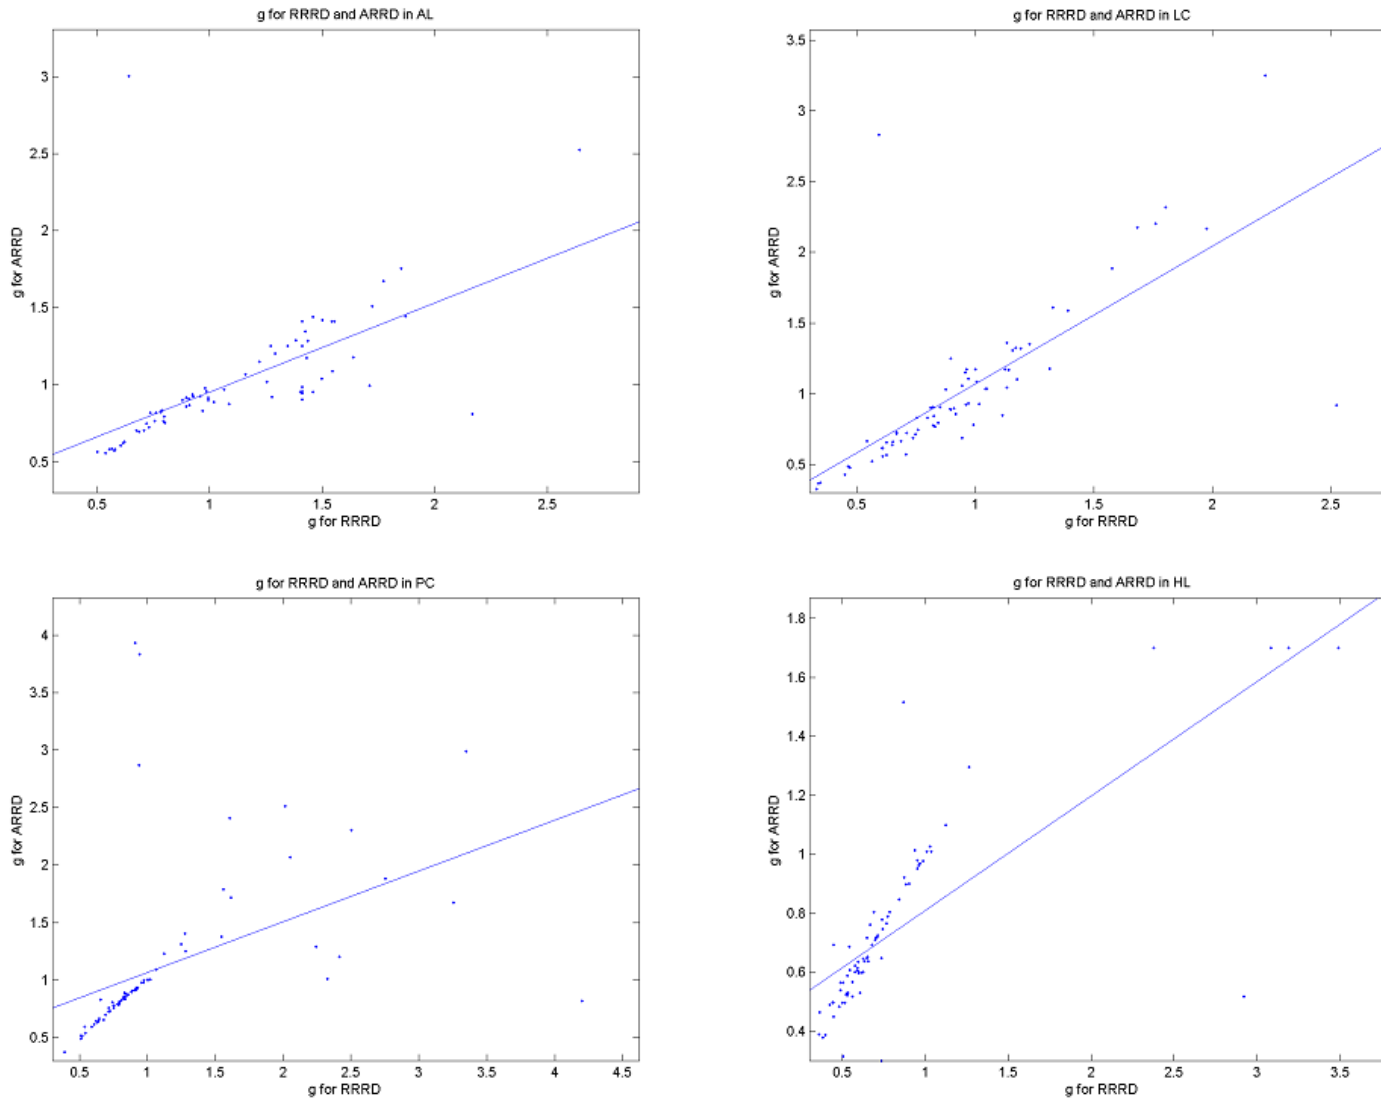 g for RRRD and ARRD in AL
3
2.5
2
1.5
1
0.5
g for ARRD
0.5 1 1.5 2 2.5
g for RRRD
g for RRRD and ARRD in LC
3.5
3
2.5
2
1.5
1
0.5
g for ARRD
0.5 1 1.5 2 2.5
g for RRRD
g for RRRD and ARRD in PC
4
3.5
3
2.5
2
1.5
1
0.5
g for ARRD
0.5 1 1.5 2 2.5 3 3.5 4 4.5
g for RRRD
g for RRRD and ARRD in HL
1.8
1.6
1.4
1.2
1
0.8
0.6
0.4
g for ARRD
0.5 1 1.5 2 2.5 3 3.5
g for RRRD